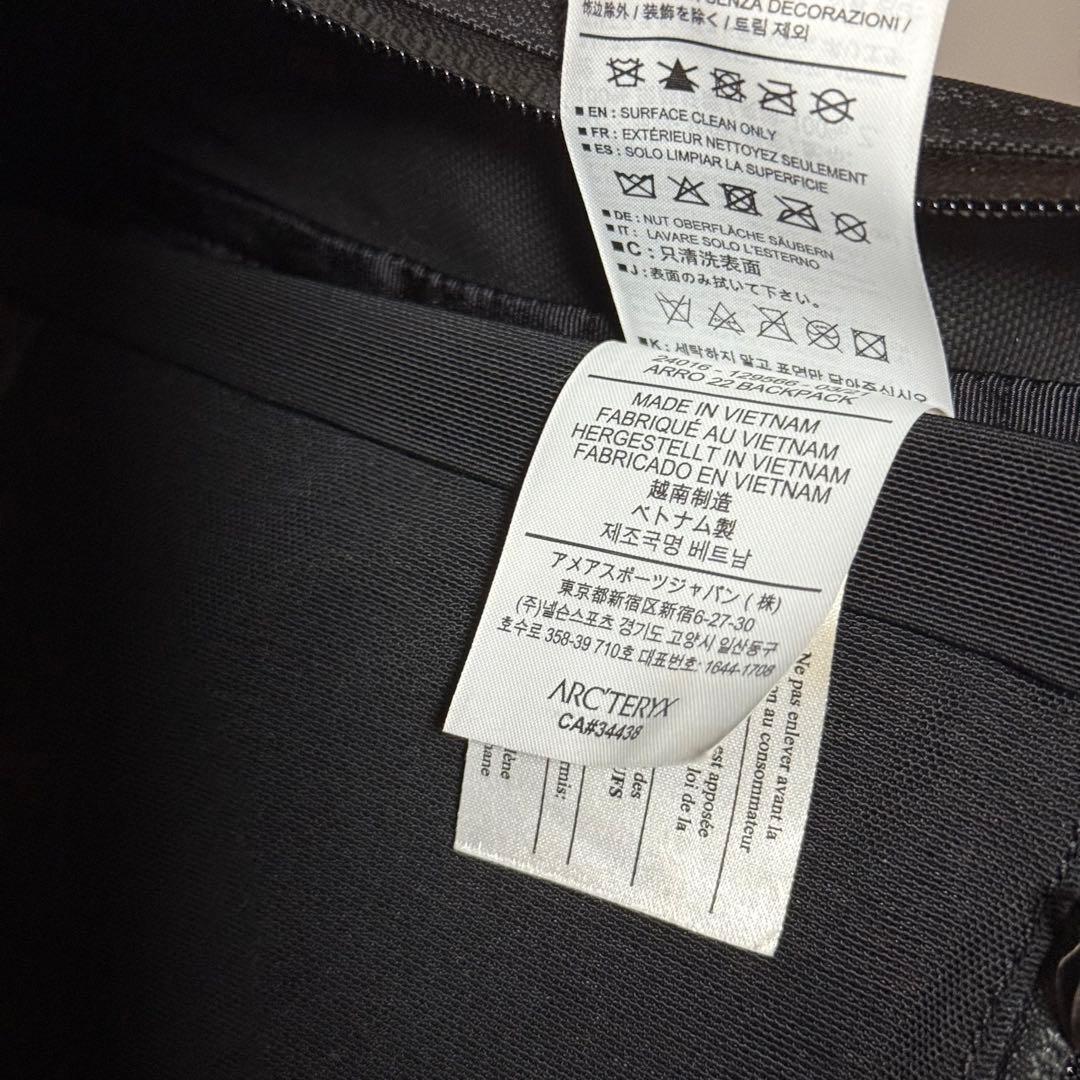 SENZA DECORAZIONI /
饰边除外 / 装飾を除く / 트림 제외
■ EN : SURFACE CLEAN ONLY
■ FR : EXTÉRIEUR NETTOYEZ SEULEMENT
■ ES : SOLO LIMPIAR LA SUPERFICIE
■ DE : NUT OBERFLÄCHE SÄUBERN
■ IT : LAVARE SOLO L'ESTERNO
■ C : 只清洗表面
■ J : 表面のみ拭いて下さい。
■ K : 세탁하지 말고 표면만 닦아주시시오
24016 - 129566 - 03/21
ARRO 22 BACKPACK
MADE IN VIETNAM
FABRIQUÉ AU VIETNAM
HERGESTELLT IN VIETNAM
FABRICADO EN VIETNAM
越南制造
ベトナム製
제조국명 베트남
アメアスポーツジャパン ( 株)
東京都新宿区新宿6-27-30
(주)넬슨스포츠 경기도 고양시 일산동구
호수로 358-39 710호 대표번호: 1644-1708
ARC'TERYX
CA#34438
Ne pas enlever avant la
au consommateur
est apposée
loi de la
des